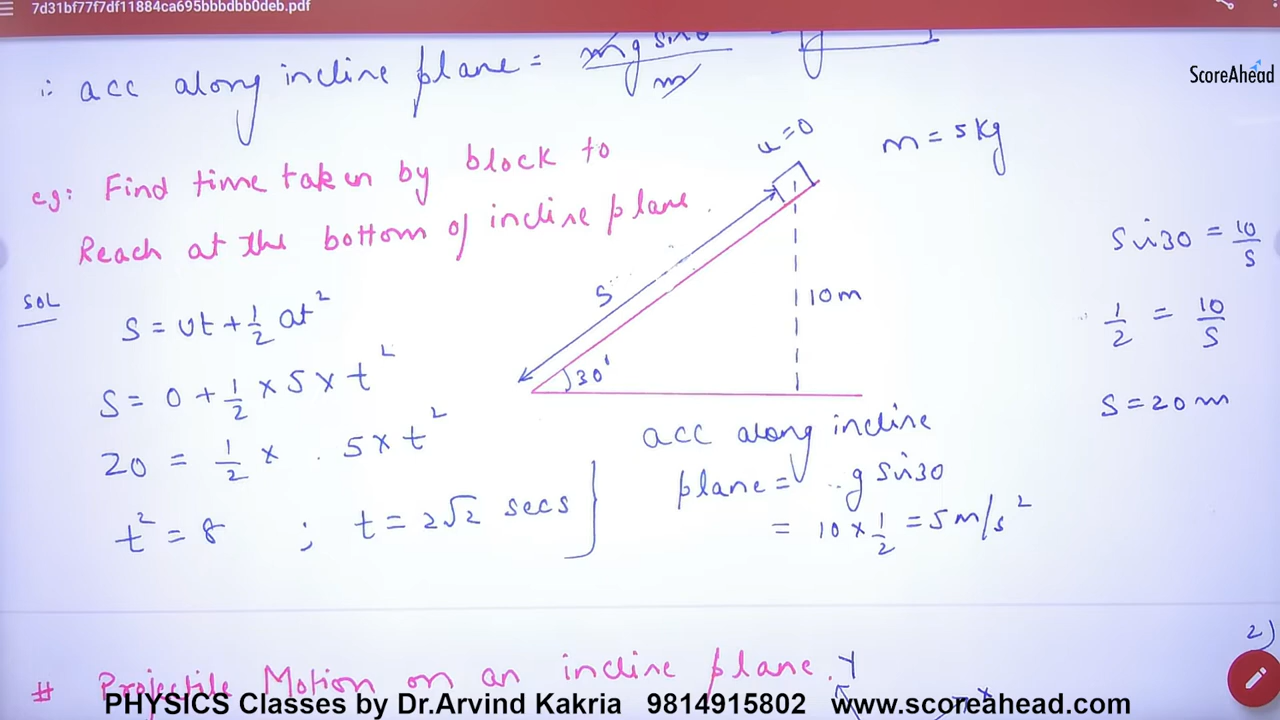 7d31bf77f7df11884ca695bbbdbb0deb.pdf
ScoreAhead
∴ acc along incline plane = mg sinθ / m
eg: Find time taken by block to
Reach at the bottom of incline plane.
u=0
m = 5 kg
S
10m
30°
sin30 = 10/S
1/2 = 10/S
S = 20 m
SOL
S = ut + 1/2 at²
S = 0 + 1/2 × 5 × t²
20 = 1/2 × 5 × t²
t² = 8 ; t = 2√2 secs
acc along incline
plane = g sin30
= 10 × 1/2 = 5 m/s²
2)
# Projectile Motion on an incline plane. Y
PHYSICS Classes by Dr.Arvind Kakria 9814915802 www.scoreahead.com